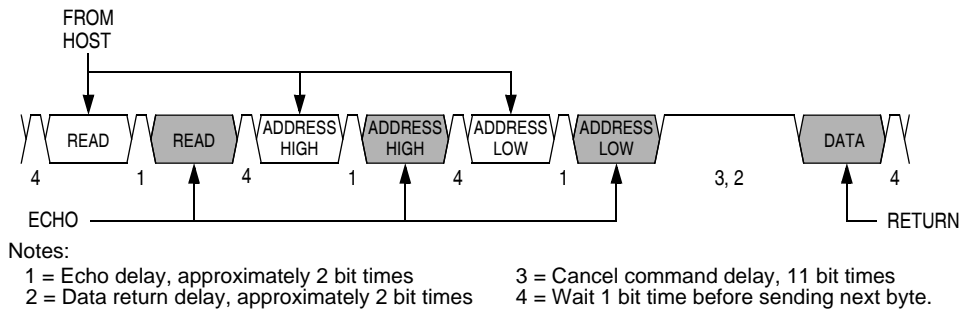 FROM
HOST
READ
READ
ADDRESS
HIGH
ADDRESS
HIGH
ADDRESS
LOW
ADDRESS
LOW
DATA
4 1 4 1 4 1 3, 2 4
ECHO
RETURN
Notes:
1 = Echo delay, approximately 2 bit times
2 = Data return delay, approximately 2 bit times
3 = Cancel command delay, 11 bit times
4 = Wait 1 bit time before sending next byte.